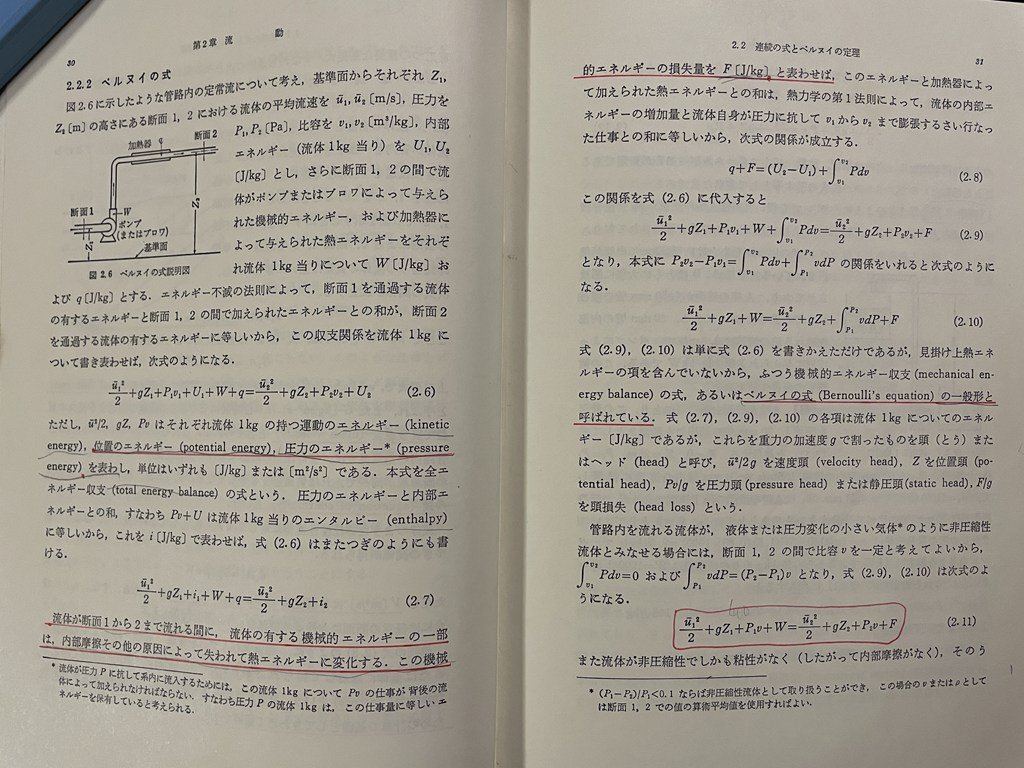 30
第2章 流 動
2.2.2 ベルヌイの式
図2.6に示したような管路内の定常流について考え，基準面からそれぞれ Z₁,
Z₂〔m〕の高さにある断面1, 2における流体の平均流速を ū₁, ū₂〔m/s〕，圧力を
P₁, P₂〔Pa〕，比容を v₁, v₂〔m³/kg〕，内部
エネルギー（流体1kg当り）を U₁, U₂
〔J/kg〕とし，さらに断面1, 2の間で流
体がポンプまたはブロワによって与えら
れた機械的エネルギー，および加熱器に
よって与えられた熱エネルギーをそれぞ
れ流体1kg当りについて W〔J/kg〕お
加熱器 q
断面2
断面1
W
ポンプ
(またはブロワ)
Z₁
Z₂
基準面
図2.6 ベルヌイの式説明図
よび q〔J/kg〕とする．エネルギー不滅の法則によって，断面1を通過する流体
の有するエネルギーと断面1, 2の間で加えられたエネルギーとの和が，断面2
を通過する流体の有するエネルギーに等しいから，この収支関係を流体1kgに
ついて書き表わせば，次式のようになる．
ū₁²/2+gZ₁+P₁v₁+U₁+W+q=ū₂²/2+gZ₂+P₂v₂+U₂ (2.6)
ただし，ū²/2, gZ, Pv はそれぞれ流体1kgの持つ運動のエネルギー（kinetic
energy），位置のエネルギー（potential energy），圧力のエネルギー*（pressure
energy）を表わし，単位はいずれも〔J/kg〕または〔m²/s²〕である．本式を全エ
ネルギー収支（total energy balance）の式という．圧力のエネルギーと内部エ
ネルギーとの和，すなわち Pv+U は流体1kg当りのエンタルピー（enthalpy）
に等しいから，これを i〔J/kg〕で表わせば，式（2.6）はまたつぎのようにも書
ける．
ū₁²/2+gZ₁+i₁+W+q=ū₂²/2+gZ₂+i₂ (2.7)
流体が断面1から2まで流れる間に，流体の有する機械的エネルギーの一部
は，内部摩擦その他の原因によって失われて熱エネルギーに変化する．この機械
* 流体が圧力Pに抗して系内に流入するためには，この流体1kgについて Pv の仕事が背後の流
体によって加えられなければならない．すなわち圧力Pの流体1kgは，この仕事量に等しいエ
ネルギーを保有していると考えられる．
2.2 連続の式とベルヌイの定理
31
的エネルギーの損失量を F〔J/kg〕と表わせば，このエネルギーと加熱器によっ
て加えられた熱エネルギーとの和は，熱力学の第1法則によって，流体の内部エ
ネルギーの増加量と流体自身が圧力に抗して v₁ から v₂ まで膨張するさい行なっ
た仕事との和に等しいから，次式の関係が成立する．
q+F=(U₂−U₁)+∫_{v₁}^{v₂}Pdv (2.8)
この関係を式（2.6）に代入すると
ū₁²/2+gZ₁+P₁v₁+W+∫_{v₁}^{v₂}Pdv=ū₂²/2+gZ₂+P₂v₂+F (2.9)
となり，本式に P₂v₂−P₁v₁=∫_{v₁}^{v₂}Pdv+∫_{P₁}^{P₂}vdP の関係をいれると次式のように
なる．
ū₁²/2+gZ₁+W=ū₂²/2+gZ₂+∫_{P₁}^{P₂}vdP+F (2.10)
式（2.9），（2.10）は単に式（2.6）を書きかえただけであるが，見掛け上熱エネ
ルギーの項を含んでいないから，ふつう機械的エネルギー収支（mechanical en-
ergy balance）の式，あるいはベルヌイの式（Bernoulli's equation）の一般形と
呼ばれている．式（2.7），（2.9），（2.10）の各項は流体1kgについてのエネル
ギー〔J/kg〕であるが，これらを重力の加速度 g で割ったものを頭（とう）また
はヘッド（head）と呼び，ū²/2g を速度頭（velocity head），Z を位置頭（po-
tential head），Pv/g を圧力頭（pressure head）または静圧頭（static head），F/g
を頭損失（head loss）という．
管路内を流れる流体が，液体または圧力変化の小さい気体*のように非圧縮性
流体とみなせる場合には，断面1, 2の間で比容 v を一定と考えてよいから，
∫_{v₁}^{v₂}Pdv=0 および ∫_{P₁}^{P₂}vdP=(P₂−P₁)v となり，式（2.9），（2.10）は次式のよ
うになる．
ū₁²/2+gZ₁+P₁v+W=ū₂²/2+gZ₂+P₂v+F (2.11)
また流体が非圧縮性でしかも粘性がなく（したがって内部摩擦がなく），そのう
* (P₁−P₂)/P₁<0.1 ならば非圧縮性流体として取り扱うことができ，この場合の v または ρ として
は断面1, 2での値の算術平均値を使用すればよい．